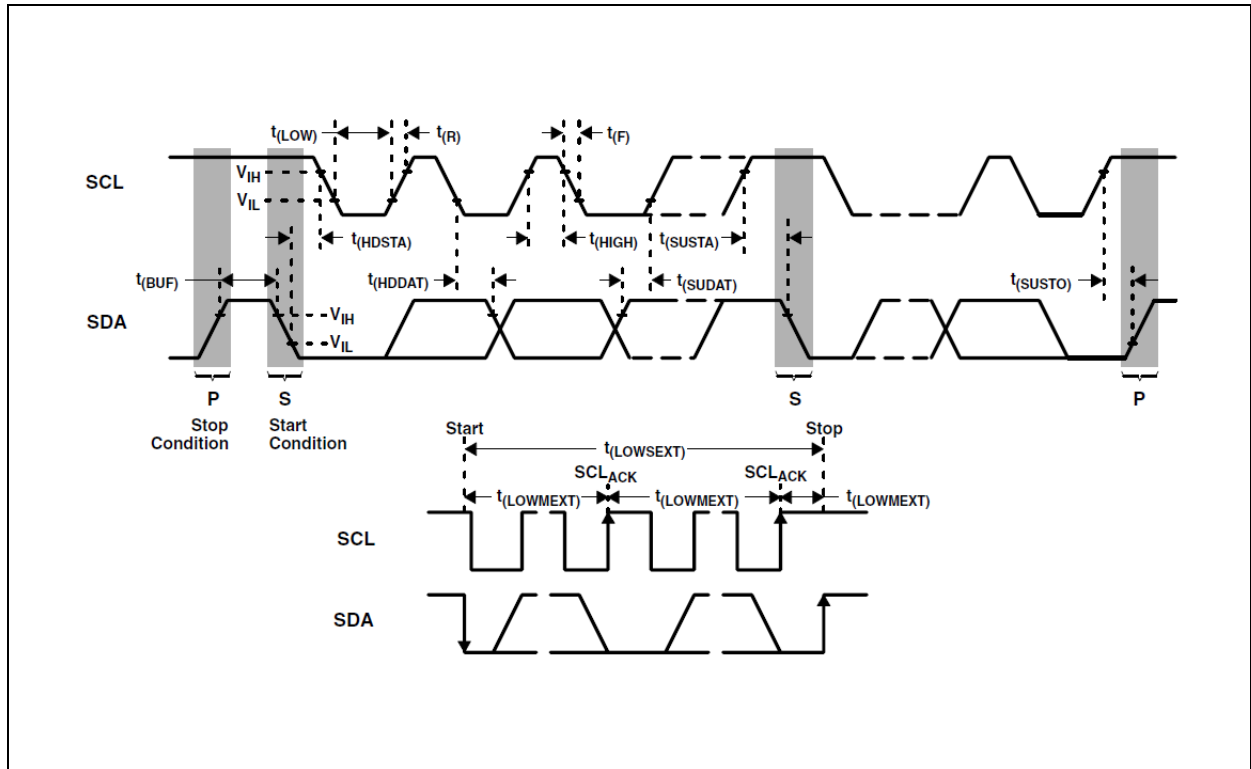 t(LOW) t(R) t(F)
SCL
VIH
VIL
t(HDSTA) t(HIGH) t(SUSTA)
t(BUF) t(HDDAT) t(SUDAT) t(SUSTO)
SDA
VIH
VIL
P S S P
Stop Condition
Start Condition
Start Stop
t(LOWSEXT)
SCLACK SCLACK
t(LOWMEXT) t(LOWMEXT) t(LOWMEXT)
SCL
SDA